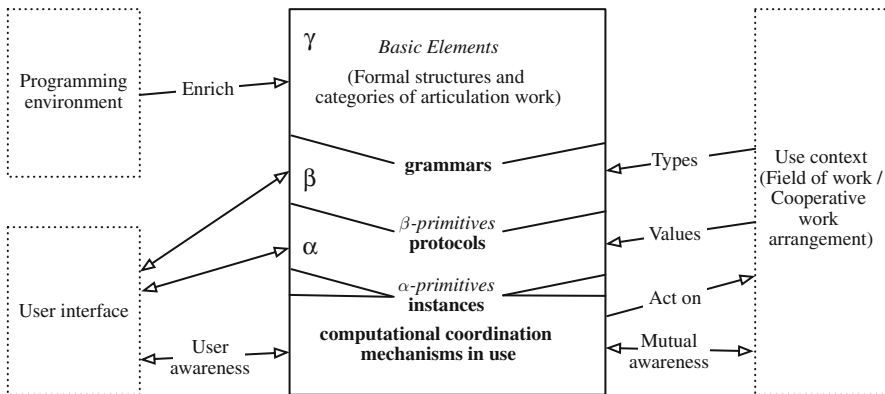 Programming
environment
Enrich
User interface
User
awareness
γ
Basic Elements
(Formal structures and
categories of articulation work)
grammars
β
β-primitives
protocols
α
α-primitives
instances
computational coordination
mechanisms in use
Types
Values
Act on
Mutual
awareness
Use context
(Field of work /
Cooperative
work
arrangement)